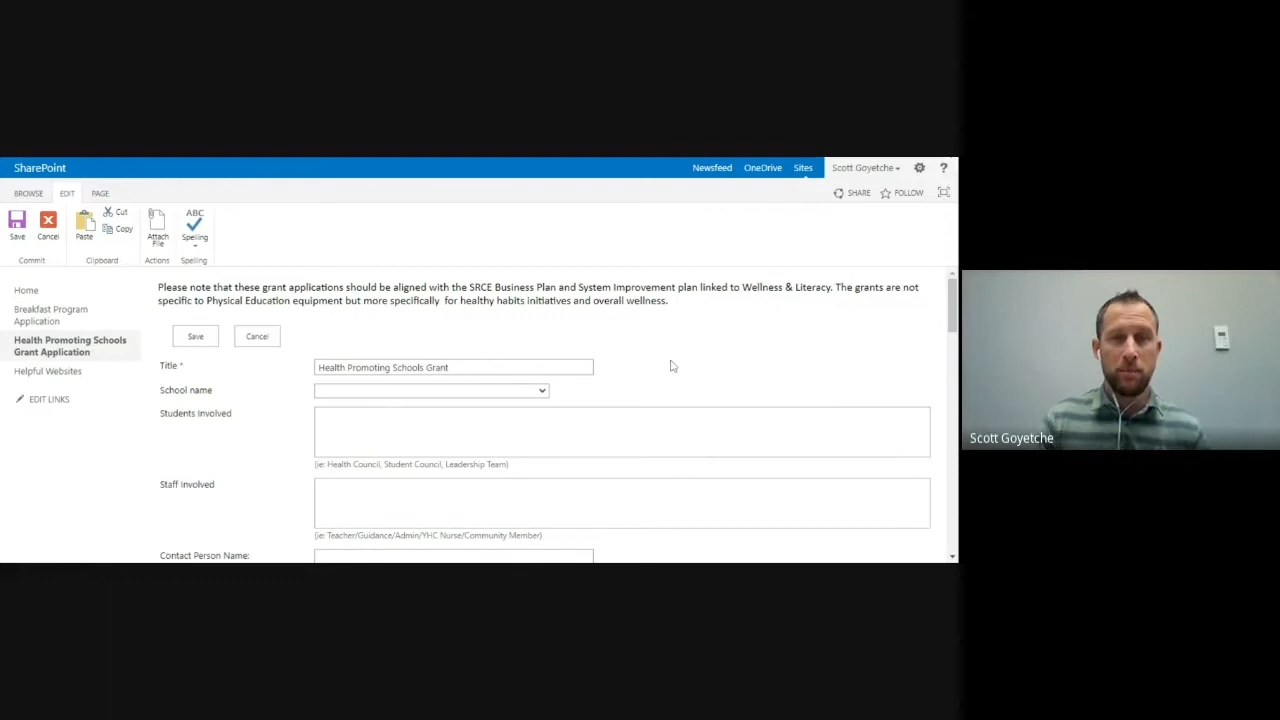 SharePoint
Newsfeed OneDrive Sites Scott Goyetche ?
BROWSE EDIT PAGE
SHARE FOLLOW
Save Cancel Paste Cut Copy Attach File ABC Spelling
Commit Clipboard Actions Spelling
Home
Breakfast Program
Application
Health Promoting Schools
Grant Application
Helpful Websites
EDIT LINKS
Please note that these grant applications should be aligned with the SRCE Business Plan and System Improvement plan linked to Wellness & Literacy. The grants are not
specific to Physical Education equipment but more specifically for healthy habits initiatives and overall wellness.
Save Cancel
Title * Health Promoting Schools Grant
School name
Students Involved
(ie: Health Council, Student Council, Leadership Team)
Staff Involved
(ie: Teacher/Guidance/Admin/YHC Nurse/Community Member)
Contact Person Name:
Scott Goyetche